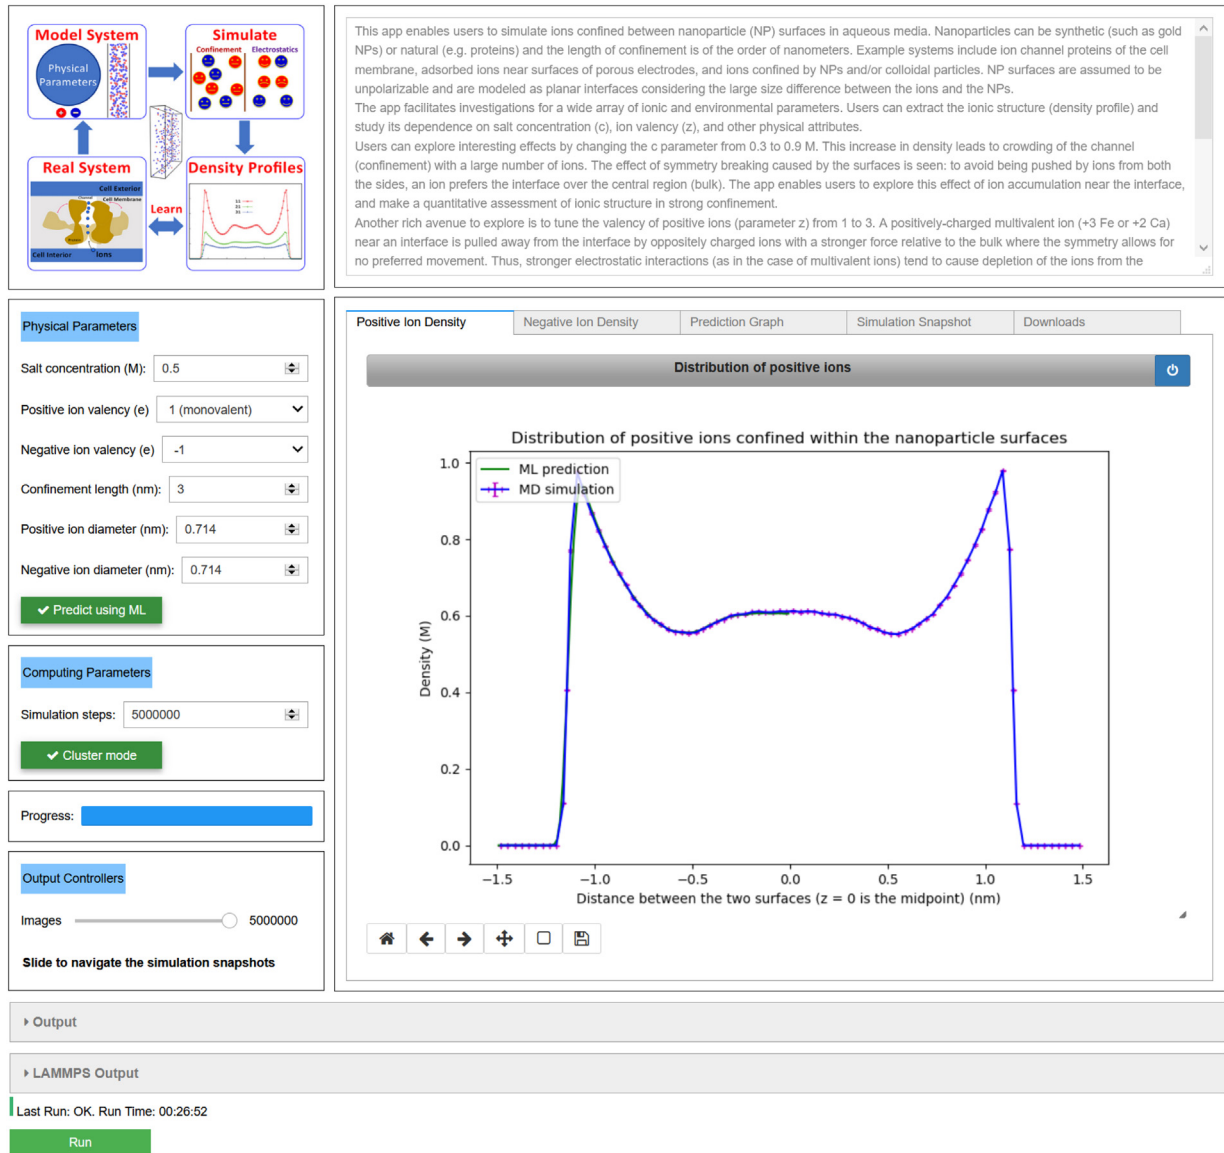 Model System
Physical
Parameters
Simulate
Confinement
Electrostatics
Real System
Cell Exterior
Cell Membrane
Cell Interior
Ions
Learn
Density Profiles
This app enables users to simulate ions confined between nanoparticle (NP) surfaces in aqueous media. Nanoparticles can be synthetic (such as gold
NPs) or natural (e.g. proteins) and the length of confinement is of the order of nanometers. Example systems include ion channel proteins of the cell
membrane, adsorbed ions near surfaces of porous electrodes, and ions confined by NPs and/or colloidal particles. NP surfaces are assumed to be
unpolarizable and are modeled as planar interfaces considering the large size difference between the ions and the NPs.
The app facilitates investigations for a wide array of ionic and environmental parameters. Users can extract the ionic structure (density profile) and
study its dependence on salt concentration (c), ion valency (z), and other physical attributes.
Users can explore interesting effects by changing the c parameter from 0.3 to 0.9 M. This increase in density leads to crowding of the channel
(confinement) with a large number of ions. The effect of symmetry breaking caused by the surfaces is seen: to avoid being pushed by ions from both
the sides, an ion prefers the interface over the central region (bulk). The app enables users to explore this effect of ion accumulation near the interface,
and make a quantitative assessment of ionic structure in strong confinement.
Another rich avenue to expore is to tune the valency of positive ions (parameter z) from 1 to 3. A positively-charged multivalent ion (+3 Fe or +2 Ca)
near an interface is pulled away from the interface by oppositely charged ions with a stronger force relative to the bulk where the symmetry allows for
no preferred movement. Thus, stronger electrostatic interactions (as in the case of multivalent ions) tend to cause depletion of the ions from the
Physical Parameters
Salt concentration (M): 0.5
Positive ion valency (e) 1 (monovalent)
Negative ion valency (e) -1
Confinement length (nm): 3
Positive ion diameter (nm): 0.714
Negative ion diameter (nm): 0.714
Predict using ML
Computing Parameters
Simulation steps: 5000000
Cluster mode
Progress:
Output Controllers
Images 5000000
Slide to navigate the simulation snapshots
Positive Ion Density Negative Ion Density Prediction Graph Simulation Snapshot Downloads
Distribution of positive ions
Distribution of positive ions confined within the nanoparticle surfaces
ML prediction
MD simulation
1.0
0.8
0.6
0.4
0.2
0.0
Density (M)
−1.5 −1.0 −0.5 0.0 0.5 1.0 1.5
Distance between the two surfaces (z = 0 is the midpoint) (nm)
Output
LAMMPS Output
Last Run: OK. Run Time: 00:26:52
Run